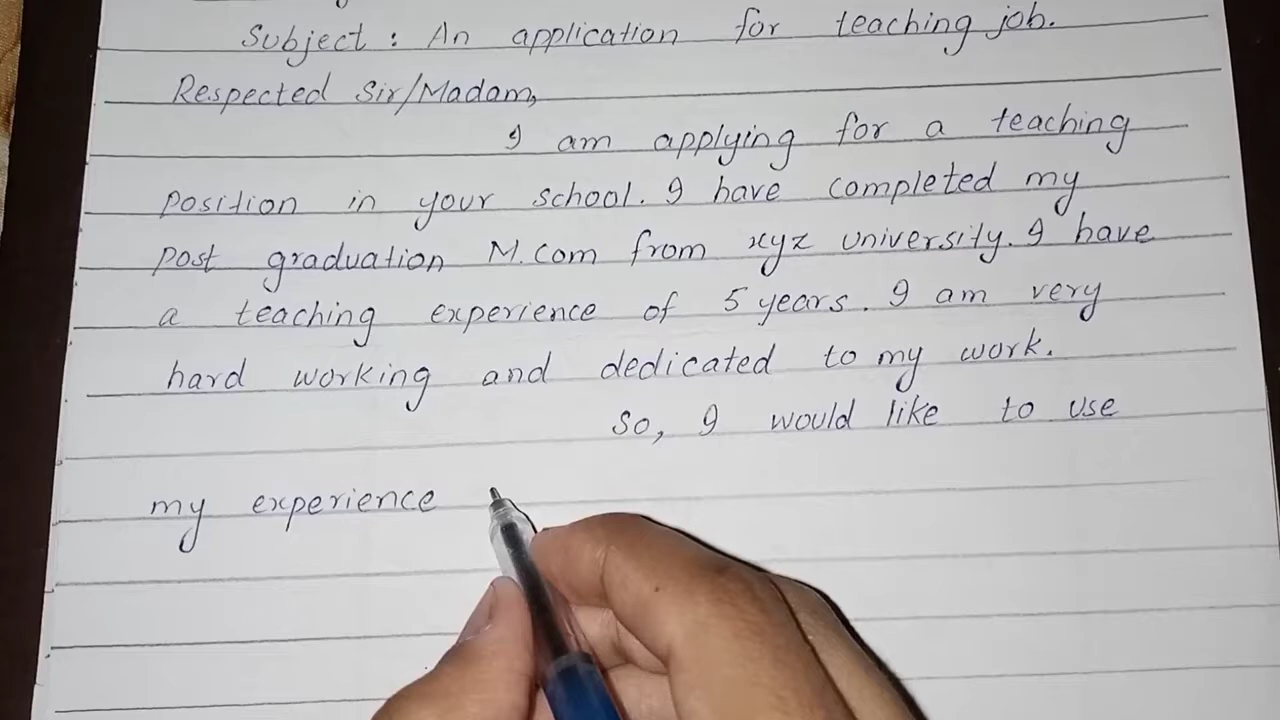 Subject : An application for teaching job.
Respected Sir/Madam,
I am applying for a teaching
position in your school. I have completed my
post graduation M.Com from xyz university. I have
a teaching experience of 5 years. I am very
hard working and dedicated to my work.
So, I would like to use
my experience